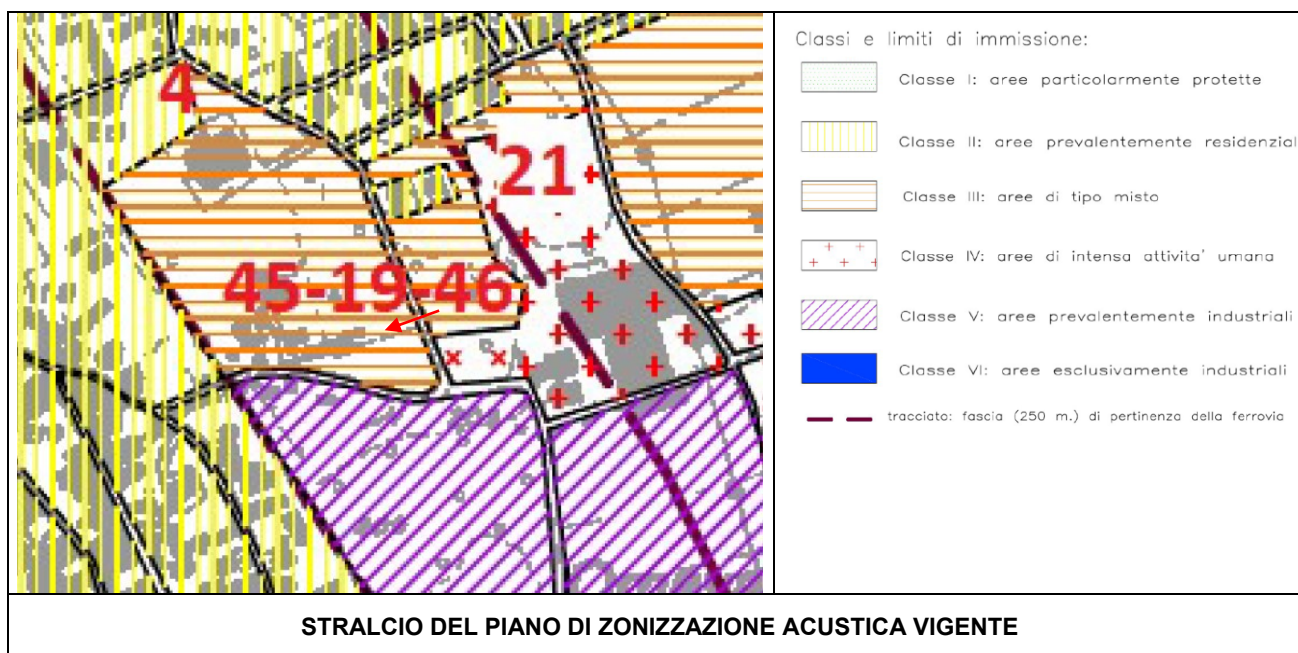 4
21
45-19-46
Classi e limiti di immissione:
Classe I: aree particolarmente protette
Classe II: aree prevalentemente residenzial
Classe III: aree di tipo misto
Classe IV: aree di intensa attivita' umana
Classe V: aree prevalentemente industriali
Classe VI: aree esclusivamente industriali
tracciato: fascia (250 m.) di pertinenza della ferrovia
STRALCIO DEL PIANO DI ZONIZZAZIONE ACUSTICA VIGENTE